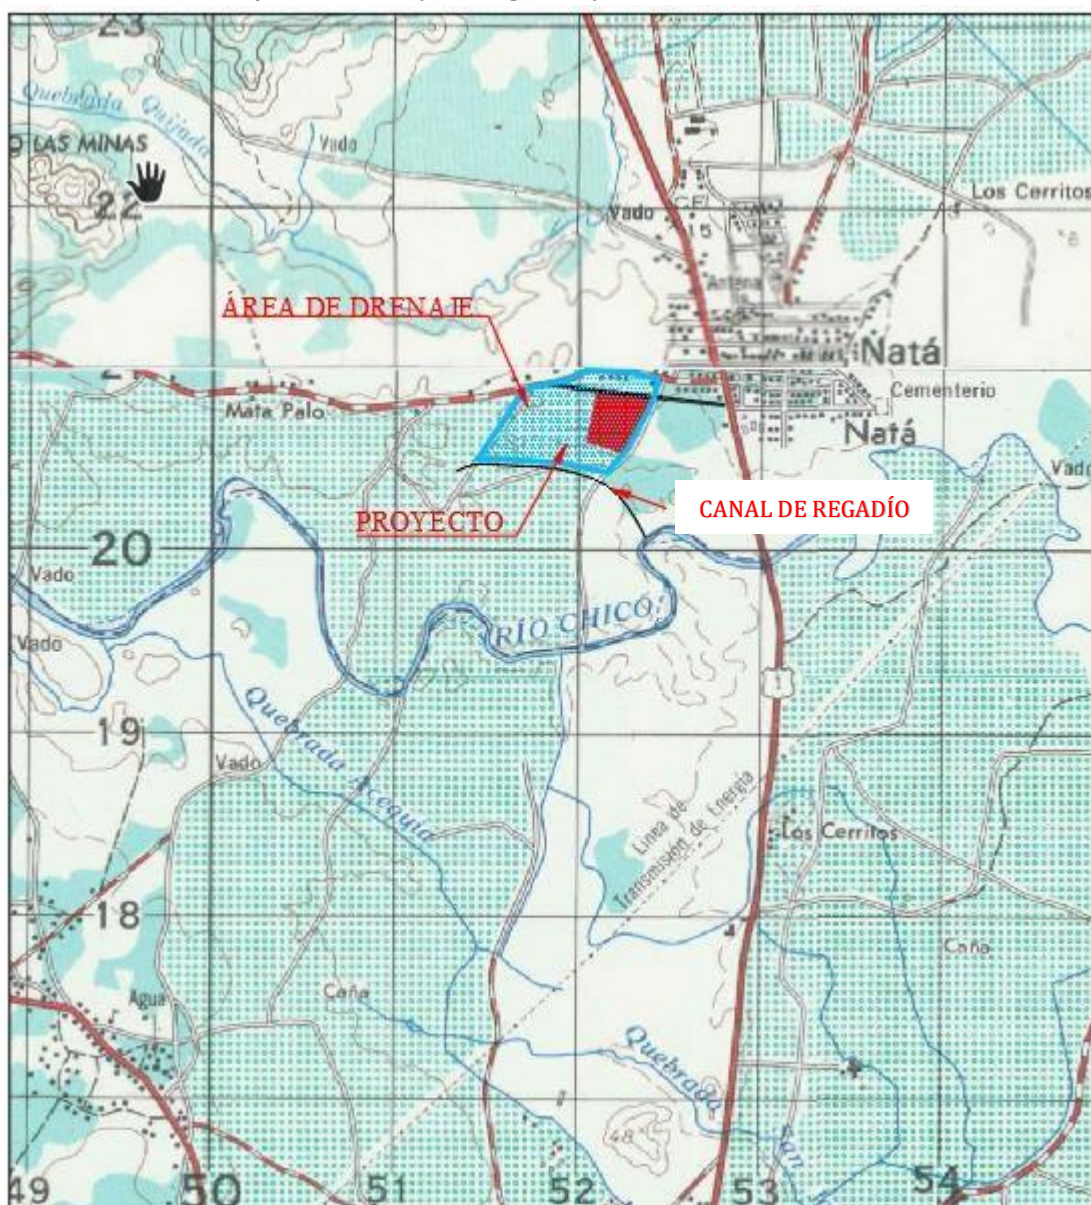 23
Quebrada Quijada
LAS MINAS
Vado
22
Vado
15
Los Cerritos
Antena
ÁREA DE DRENAJE
Natá
Cementerio
Mata Palo
Natá
Vado
PROYECTO
CANAL DE REGADÍO
20
Vado
RÍO CHICO
Vado
Quebrada Acequia
19
Vado
Línea de
Transmisión de Energía
Los Cerritos
18
Caña
Caña
Agua
Quebrada San
48
49
50
51
52
53
54